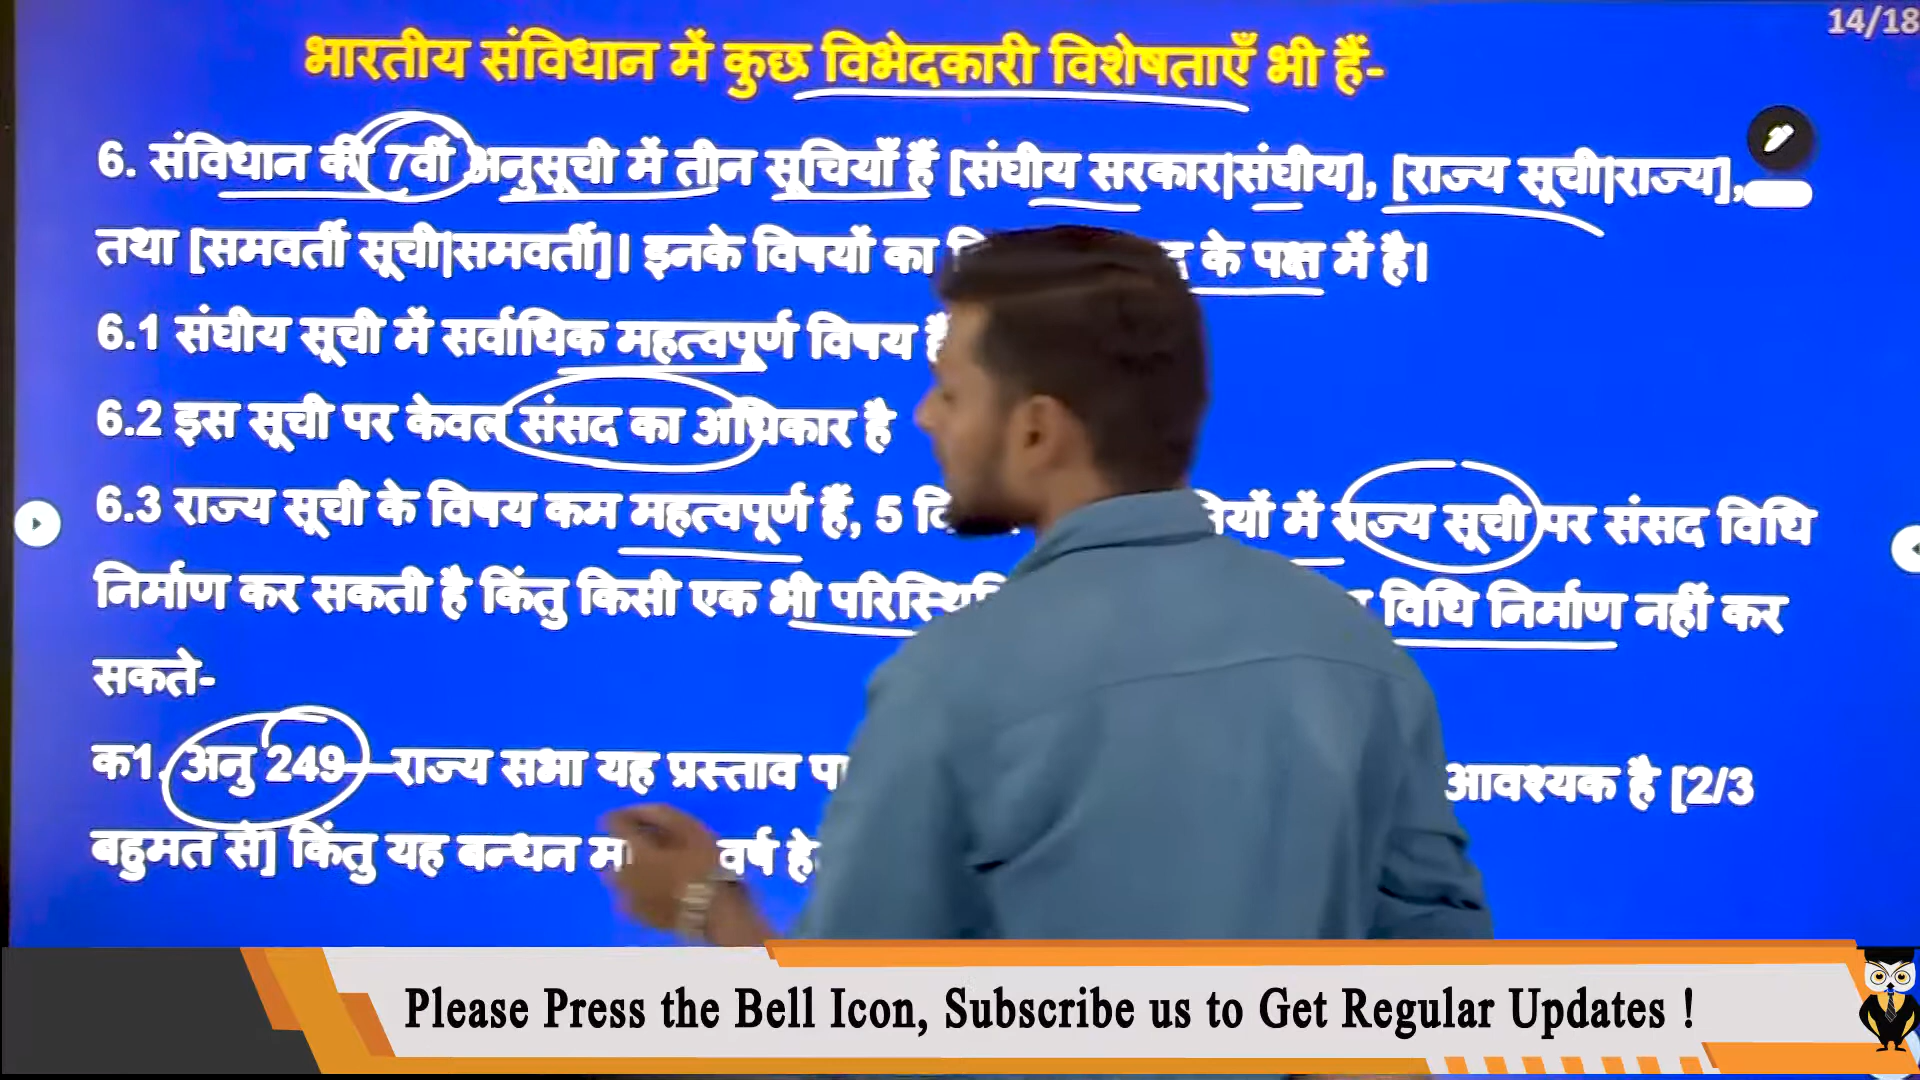 14/18
भारतीय संविधान में कुछ विभेदकारी विशेषताएँ भी हैं-
6. संविधान की 7वीं अनुसूची में तीन सूचियाँ हैं [संघीय सरकार|संघीय], [राज्य सूची|राज्य],
तथा [समवर्ती सूची|समवर्ती]। इनके विषयों का के पक्ष में है।
6.1 संघीय सूची में सर्वाधिक महत्वपूर्ण विषय
6.2 इस सूची पर केवल संसद का अधिकार है
6.3 राज्य सूची के विषय कम महत्वपूर्ण हैं, 5 में राज्य सूची पर संसद विधि
निर्माण कर सकती है किंतु किसी एक भी विधि निर्माण नहीं कर
सकते-
क1. अनु 249—राज्य सभा यह प्रस्ताव आवश्यक है [2/3
बहुमत से] किंतु यह बन्धन वर्ष
Please Press the Bell Icon, Subscribe us to Get Regular Updates !